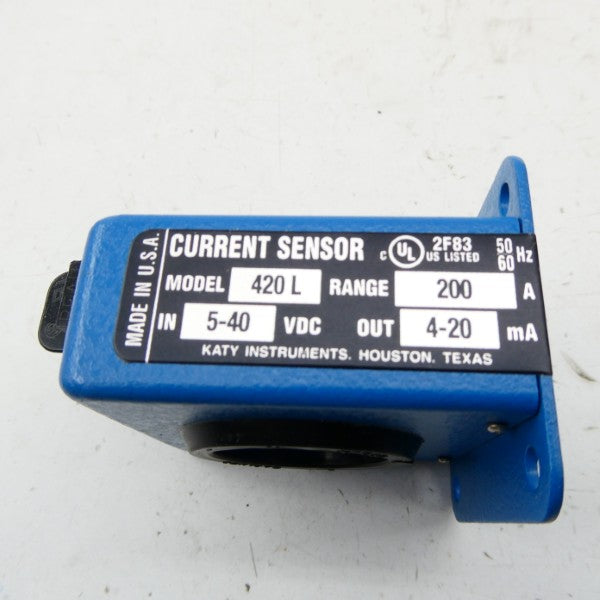 MADE IN U.S.A.
CURRENT SENSOR C UL US LISTED 2F83 50 60 Hz
MODEL 420 L RANGE 200 A
IN 5-40 VDC OUT 4-20 mA
KATY INSTRUMENTS. HOUSTON. TEXAS